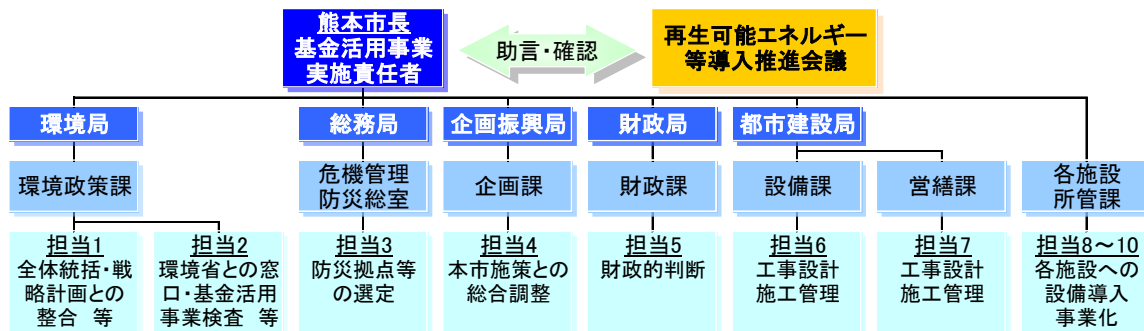 熊本市長
基金活用事業
実施責任者
助言・確認
再生可能エネルギー
等導入推進会議
環境局
総務局
企画振興局
財政局
都市建設局
環境政策課
危機管理
防災総室
企画課
財政課
設備課
営繕課
各施設
所管課
担当1
全体統括・戦
略計画との
整合 等
担当2
環境省との窓
口・基金活用
事業検査 等
担当3
防災拠点等
の選定
担当4
本市施策との
総合調整
担当5
財政的判断
担当6
工事設計
施工管理
担当7
工事設計
施工管理
担当8～10
各施設への
設備導入
事業化